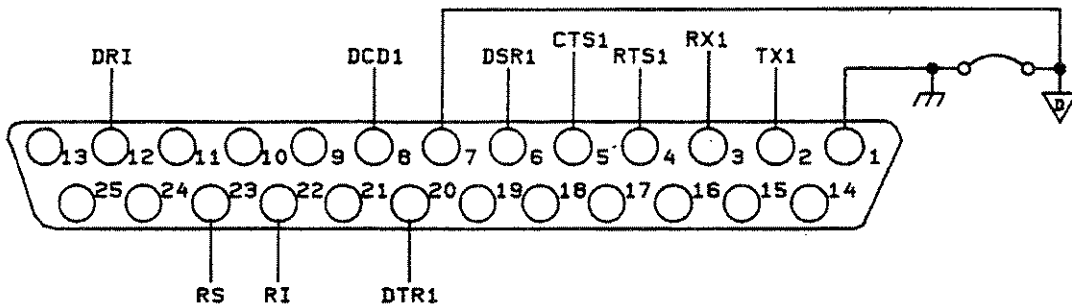 CTS1
RX1
DRI
DCD1
DSR1
RTS1
TX1
D
13 12 11 10 9 8 7 6 5 4 3 2 1
25 24 23 22 21 20 19 18 17 16 15 14
RS RI DTR1